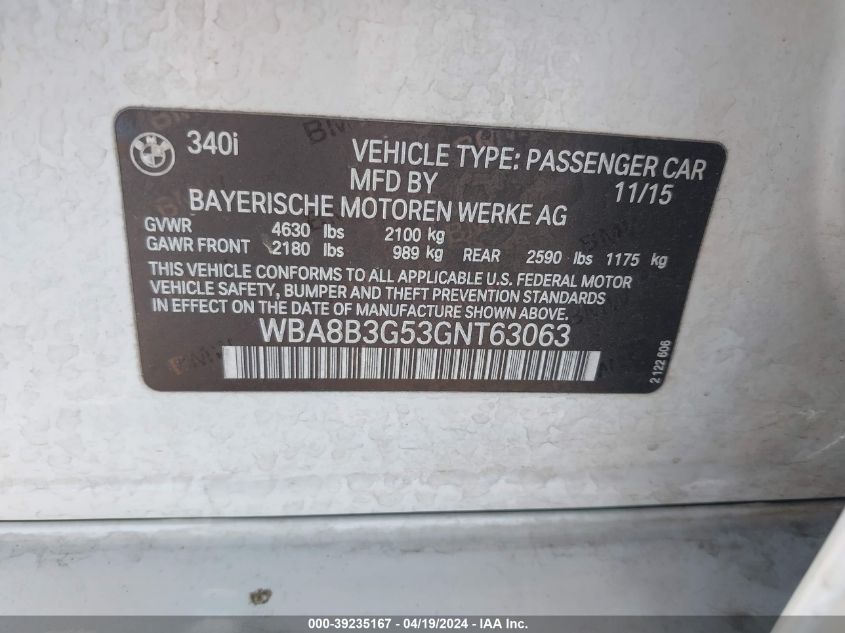 BMW 340i
VEHICLE TYPE: PASSENGER CAR
MFD BY 11/15
BAYERISCHE MOTOREN WERKE AG
GVWR 4630 lbs 2100 kg
GAWR FRONT 2180 lbs 989 kg REAR 2590 lbs 1175 kg
THIS VEHICLE CONFORMS TO ALL APPLICABLE U.S. FEDERAL MOTOR
VEHICLE SAFETY, BUMPER AND THEFT PREVENTION STANDARDS
IN EFFECT ON THE DATE OF MANUFACTURE SHOWN ABOVE.
WBA8B3G53GNT63063
2 122 606
000-39235167 - 04/19/2024 - IAA Inc.